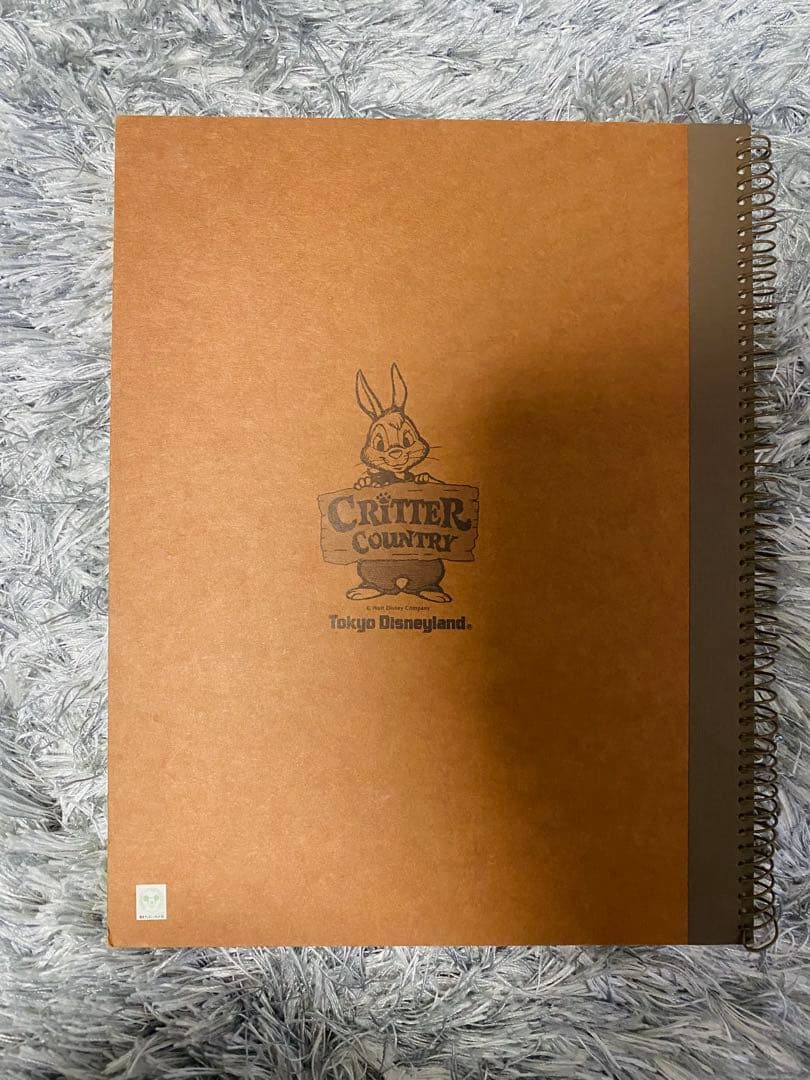 CRITTER
COUNTRY
© Walt Disney Company
Tokyo Disneyland®